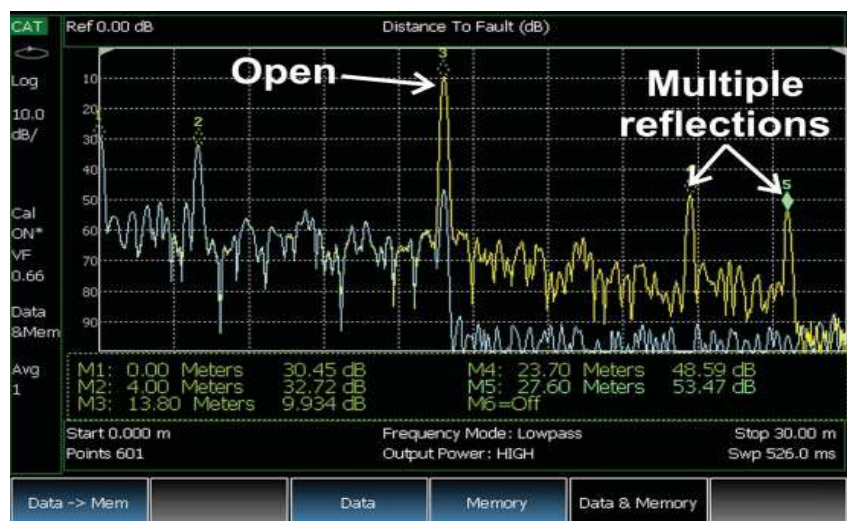 CAT
Ref 0.00 dB
Distance To Fault (dB)
Log
10.0
dB/
Cal
ON*
VF
0.66
Data
&Mem
Avg
1
10
20
30
40
50
60
70
80
90
1
2
3
4
5
Open
Multiple
reflections
M1: 0.00 Meters 30.45 dB
M2: 4.00 Meters 32.72 dB
M3: 13.80 Meters 9.934 dB
M4: 23.70 Meters 48.59 dB
M5: 27.60 Meters 53.47 dB
M6=Off
Start 0.000 m
Frequency Mode: Lowpass
Stop 30.00 m
Points 601
Output Power: HIGH
Swp 526.0 ms
Data -> Mem
Data
Memory
Data & Memory